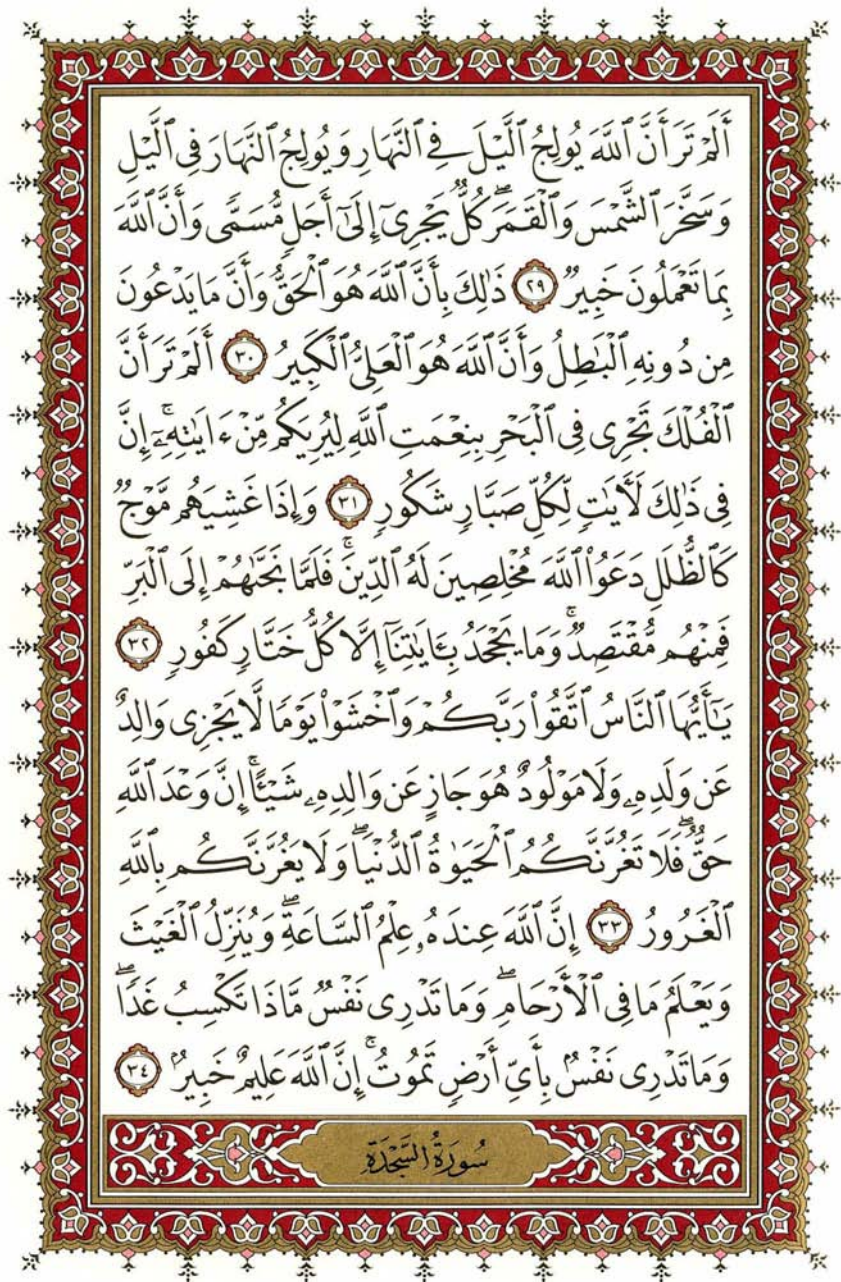 أَلَمْ تَرَ أَنَّ ٱللَّهَ يُولِجُ ٱلَّيْلَ فِى ٱلنَّهَارِ وَيُولِجُ ٱلنَّهَارَ فِى ٱلَّيْلِ
وَسَخَّرَ ٱلشَّمْسَ وَٱلْقَمَرَۖ كُلٌّ يَجْرِىٓ إِلَىٰٓ أَجَلٍ مُّسَمًّى وَأَنَّ ٱللَّهَ
بِمَا تَعْمَلُونَ خَبِيرٌ ٢٩ ذَٰلِكَ بِأَنَّ ٱللَّهَ هُوَ ٱلْحَقُّ وَأَنَّ مَا يَدْعُونَ
مِن دُونِهِ ٱلْبَٰطِلُ وَأَنَّ ٱللَّهَ هُوَ ٱلْعَلِىُّ ٱلْكَبِيرُ ٣٠ أَلَمْ تَرَ أَنَّ
ٱلْفُلْكَ تَجْرِى فِى ٱلْبَحْرِ بِنِعْمَتِ ٱللَّهِ لِيُرِيَكُم مِّنْ ءَايَٰتِهِۦٓۚ إِنَّ
فِى ذَٰلِكَ لَأَيَٰتٍ لِّكُلِّ صَبَّارٍ شَكُورٍ ٣١ وَإِذَا غَشِيَهُم مَّوْجٌ
كَٱلظُّلَلِ دَعَوُا۟ ٱللَّهَ مُخْلِصِينَ لَهُ ٱلدِّينَۚ فَلَمَّا نَجَّىٰهُمْ إِلَى ٱلْبَرِّ
فَمِنْهُم مُّقْتَصِدٌۚ وَمَا يَجْحَدُ بِـَٔايَٰتِنَآ إِلَّا كُلُّ خَتَّارٍ كَفُورٍ ٣٢
يَٰٓأَيُّهَا ٱلنَّاسُ ٱتَّقُوا۟ رَبَّكُمْ وَٱخْشَوْا۟ يَوْمًا لَّا يَجْزِى وَالِدٌ
عَن وَلَدِهِۦ وَلَا مَوْلُودٌ هُوَ جَازٍ عَن وَالِدِهِۦ شَيْـًٔاۚ إِنَّ وَعْدَ ٱللَّهِ
حَقٌّۖ فَلَا تَغُرَّنَّكُمُ ٱلْحَيَوٰةُ ٱلدُّنْيَاۖ وَلَا يَغُرَّنَّكُم بِٱللَّهِ
ٱلْغَرُورُ ٣٣ إِنَّ ٱللَّهَ عِندَهُۥ عِلْمُ ٱلسَّاعَةِۖ وَيُنَزِّلُ ٱلْغَيْثَ
وَيَعْلَمُ مَا فِى ٱلْأَرْحَامِۖ وَمَا تَدْرِى نَفْسٌ مَّاذَا تَكْسِبُ غَدًاۖ
وَمَا تَدْرِى نَفْسٌۢ بِأَىِّ أَرْضٍ تَمُوتُۚ إِنَّ ٱللَّهَ عَلِيمٌ خَبِيرٌۢ ٣٤
سُورَةُ السَّجْدَةِ